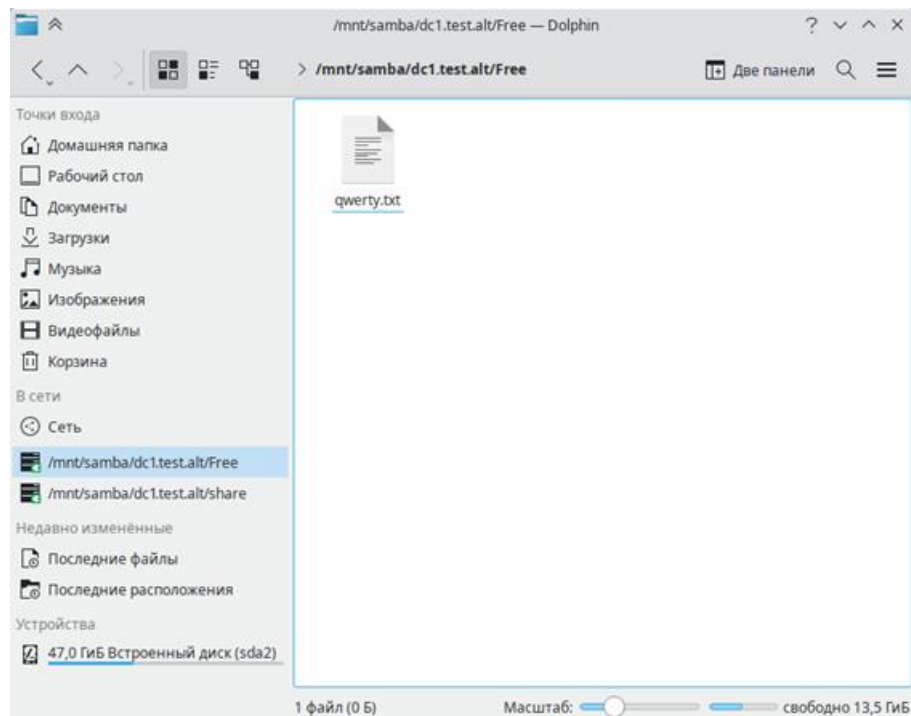 /mnt/samba/dc1.test.alt/Free — Dolphin
/mnt/samba/dc1.test.alt/Free
Две панели
Точки входа
Домашняя папка
Рабочий стол
Документы
Загрузки
Музыка
Изображения
Видеофайлы
Корзина
В сети
Сеть
/mnt/samba/dc1.test.alt/Free
/mnt/samba/dc1.test.alt/share
Недавно изменённые
Последние файлы
Последние расположения
Устройства
47,0 ГиБ Встроенный диск (sda2)
qwerty.txt
1 файл (0 Б)
Масштаб:
свободно 13,5 ГиБ